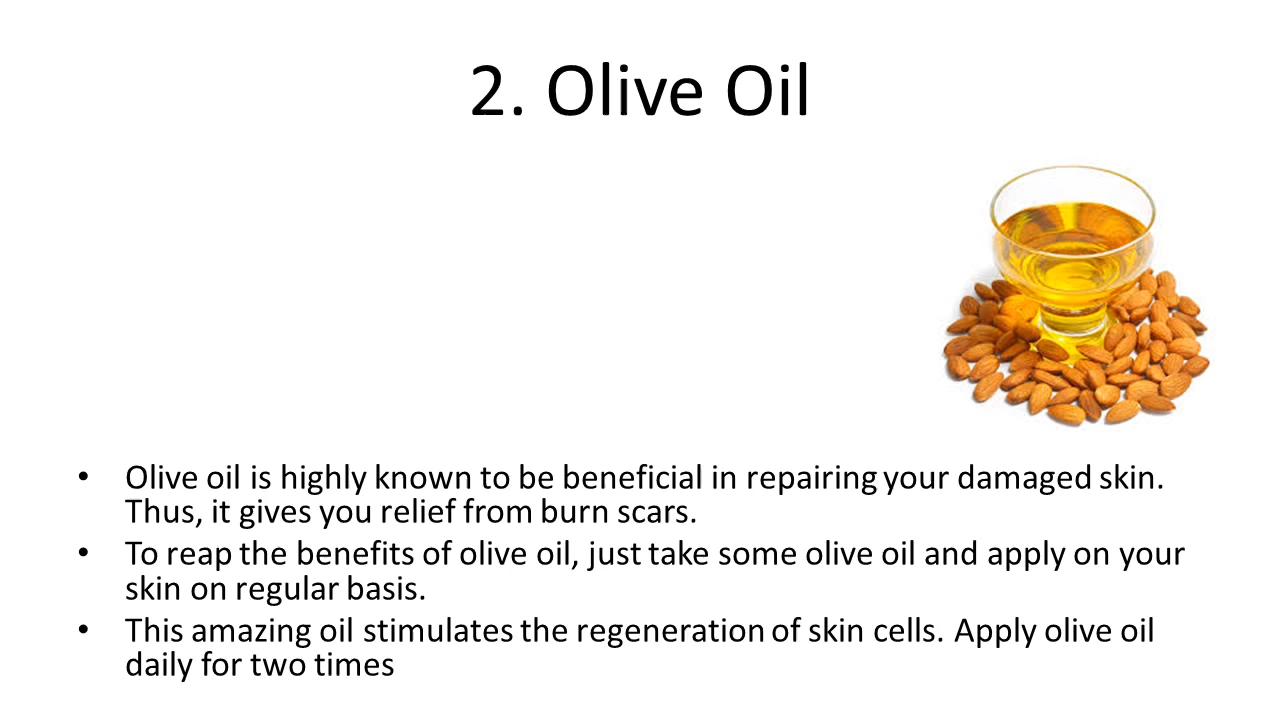 2. Olive Oil
• Olive oil is highly known to be beneficial in repairing your damaged skin.
Thus, it gives you relief from burn scars.
• To reap the benefits of olive oil, just take some olive oil and apply on your
skin on regular basis.
• This amazing oil stimulates the regeneration of skin cells. Apply olive oil
daily for two times